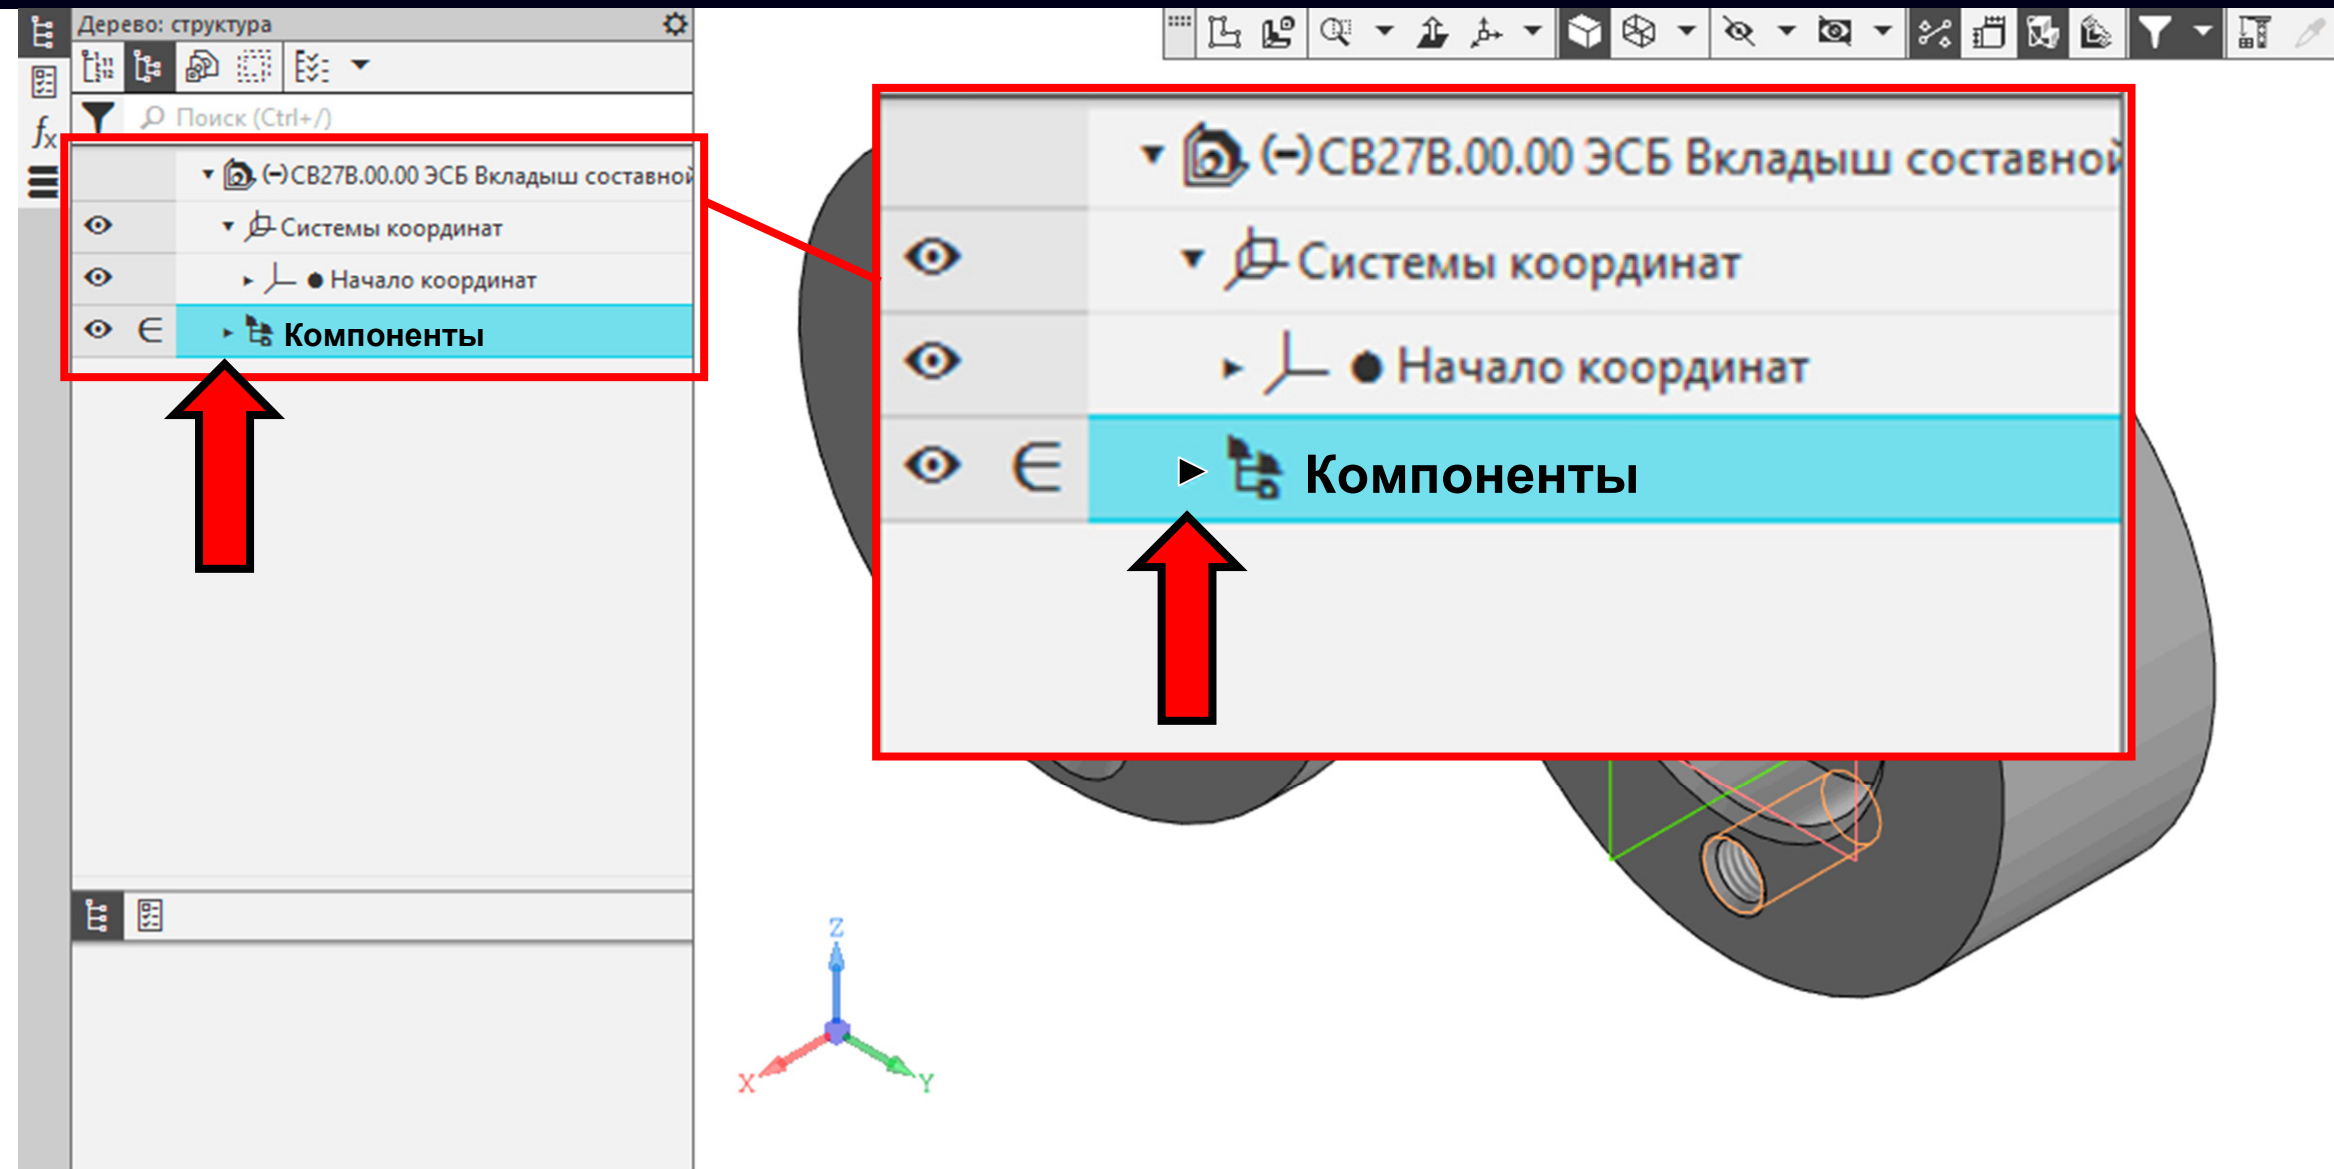 Дерево: структура
Поиск (Ctrl+/)
fx
(-)СВ27В.00.00 ЭСБ Вкладыш составной
Системы координат
Начало координат
Компоненты
(-)СВ27В.00.00 ЭСБ Вкладыш составной
Системы координат
Начало координат
Компоненты
Z
X
Y